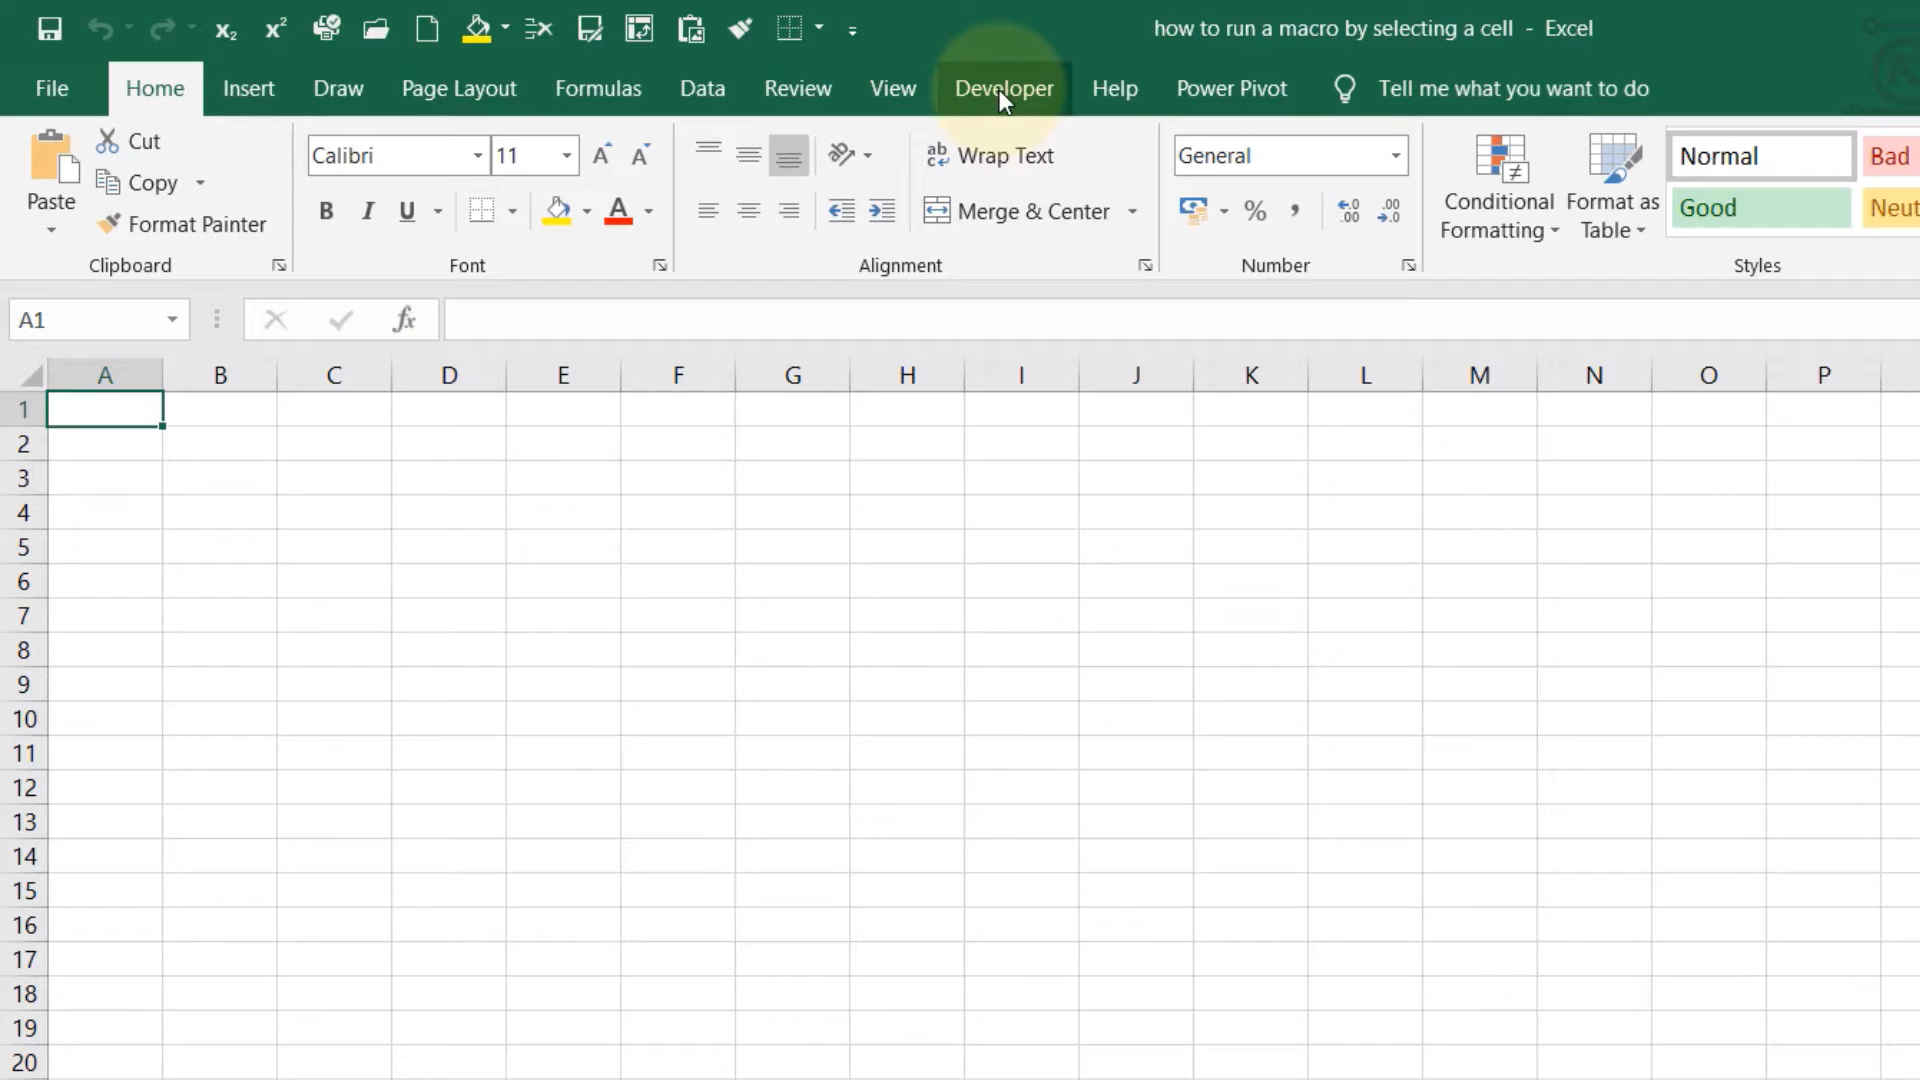 how to run a macro by selecting a cell - Excel
File Home Insert Draw Page Layout Formulas Data Review View Developer Help Power Pivot Tell me what you want to do
Paste
Cut
Copy
Format Painter
Clipboard
Calibri 11
B I U
Font
Wrap Text
Merge & Center
Alignment
General
Number
Conditional Formatting
Format as Table
Normal Bad
Good Neut
Styles
A1
fx
A B C D E F G H I J K L M N O P
1
2
3
4
5
6
7
8
9
10
11
12
13
14
15
16
17
18
19
20